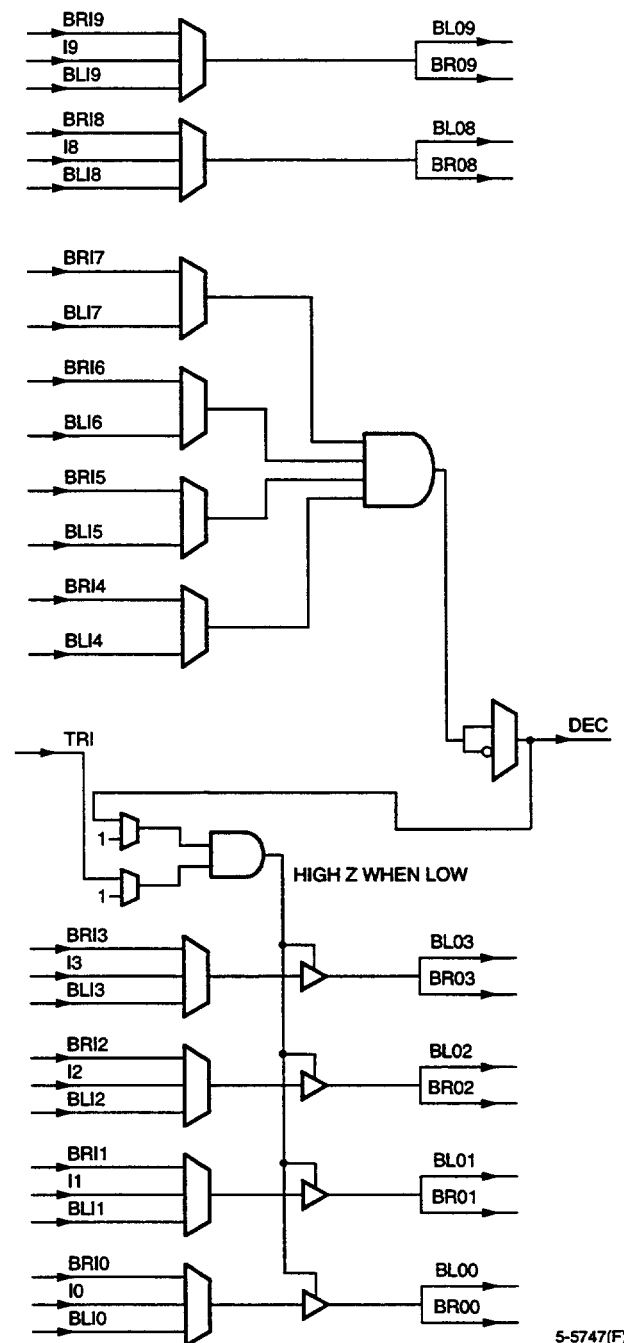 BRI9
BL09
I9
BLI9
BR09
BRI8
BL08
I8
BLI8
BR08
BRI7
BLI7
BRI6
BLI6
BRI5
BLI5
BRI4
BLI4
TRI
DEC
1
1
HIGH Z WHEN LOW
BRI3
BL03
I3
BLI3
BR03
BRI2
BL02
I2
BLI2
BR02
BRI1
BL01
I1
BLI1
BR01
BRI0
BL00
I0
BLI0
BR00
5-5747(F)